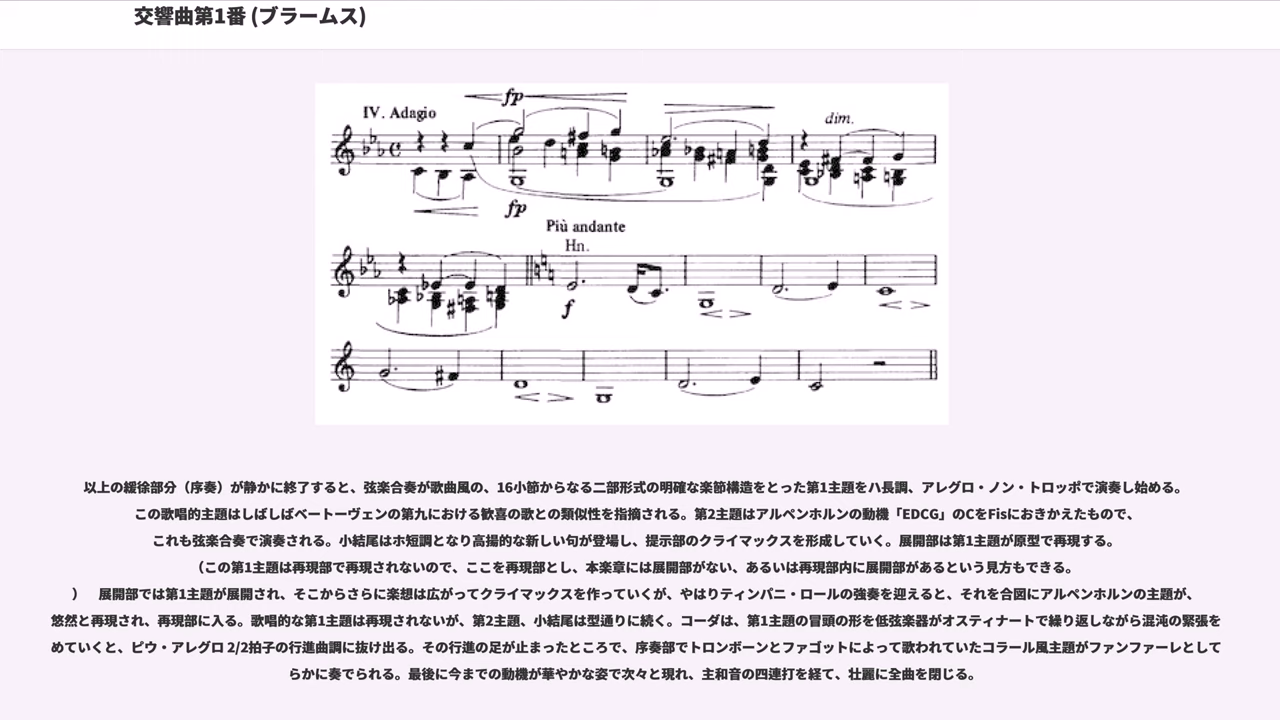 交響曲第1番 (ブラームス)
IV. Adagio
fp
dim.
fp
Più andante
Hn.
f
以上の緩徐部分（序奏）が静かに終了すると、弦楽合奏が歌曲風の、16小節からなる二部形式の明確な楽節構造をとった第1主題をハ長調、アレグロ・ノン・トロッポで演奏し始める。
この歌唱的主題はしばしばベートーヴェンの第九における歓喜の歌との類似性を指摘される。第2主題はアルペンホルンの動機「EDCG」のCをFisにおきかえたもので、
これも弦楽合奏で演奏される。小結尾はホ短調となり高揚的な新しい句が登場し、提示部のクライマックスを形成していく。展開部は第1主題が原型で再現する。
（この第1主題は再現部で再現されないので、ここを再現部とし、本楽章には展開部がない、あるいは再現部内に展開部があるという見方もできる。
） 展開部では第1主題が展開され、そこからさらに楽想は広がってクライマックスを作っていくが、やはりティンパニ・ロールの強奏を迎えると、それを合図にアルペンホルンの主題が、
悠然と再現され、再現部に入る。歌唱的な第1主題は再現されないが、第2主題、小結尾は型通りに続く。コーダは、第1主題の冒頭の形を低弦楽器がオスティナートで繰り返しながら混沌の緊張を
めていくと、ピウ・アレグロ 2/2拍子の行進曲調に抜け出る。その行進の足が止まったところで、序奏部でトロンボーンとファゴットによって歌われていたコラール風主題がファンファーレとして
らかに奏でられる。最後に今までの動機が華やかな姿で次々と現れ、主和音の四連打を経て、壮麗に全曲を閉じる。